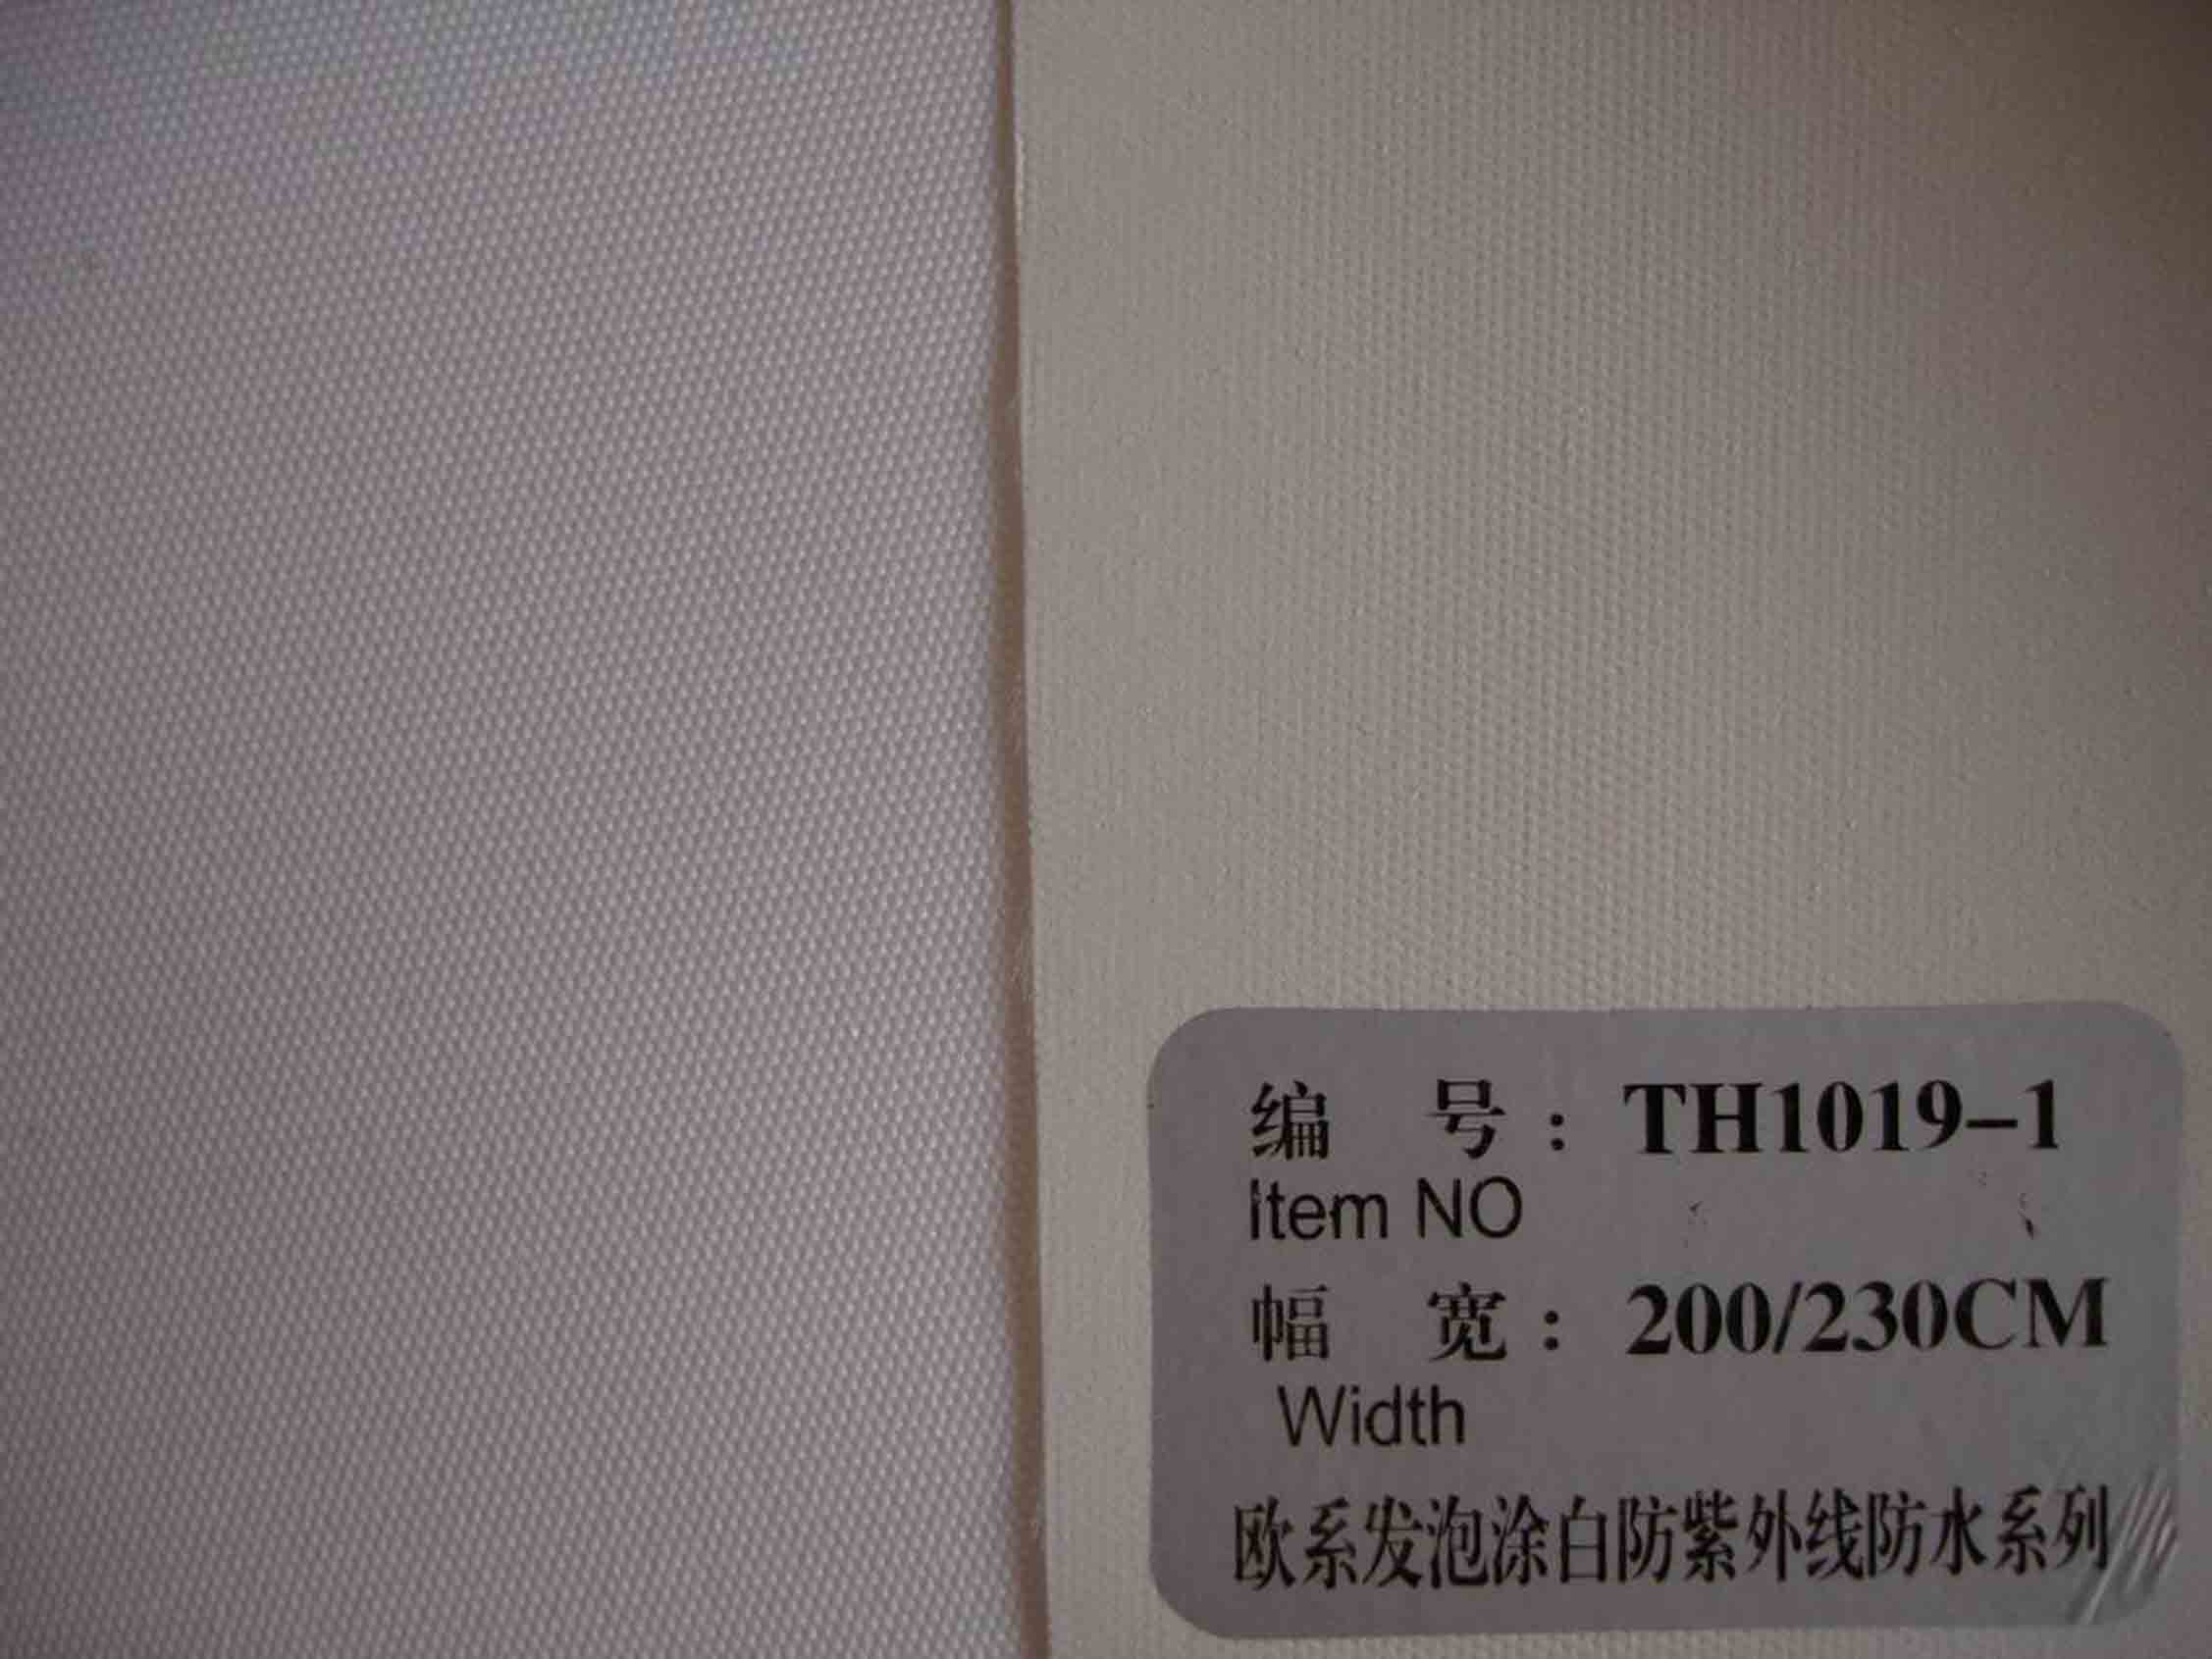 编 号：TH1019-1
Item NO
幅 宽：200/230CM
Width
欧系发泡涂白防紫外线防水系列